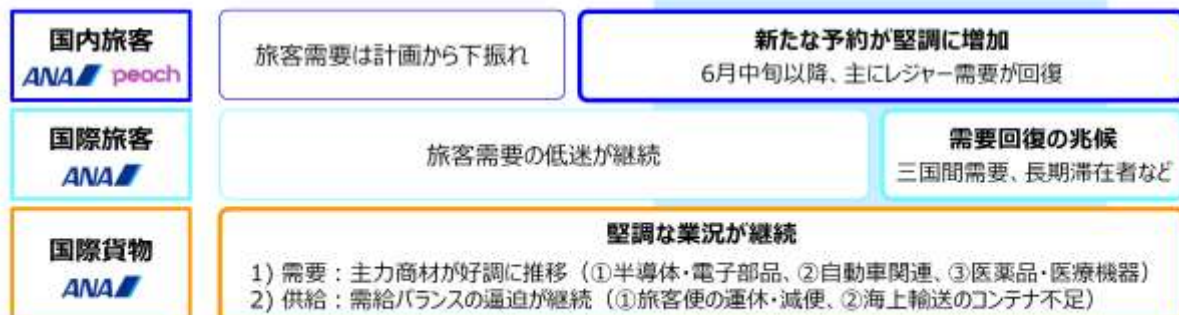 国内旅客
ANA peach
旅客需要は計画から下振れ
新たな予約が堅調に増加
6月中旬以降、主にレジャー需要が回復
国際旅客
ANA
旅客需要の低迷が継続
需要回復の兆候
三国間需要、長期滞在者など
国際貨物
ANA
堅調な業況が継続
1) 需要：主力商材が好調に推移（①半導体・電子部品、②自動車関連、③医薬品・医療機器）
2) 供給：需給バランスの逼迫が継続（①旅客便の運休・減便、②海上輸送のコンテナ不足）